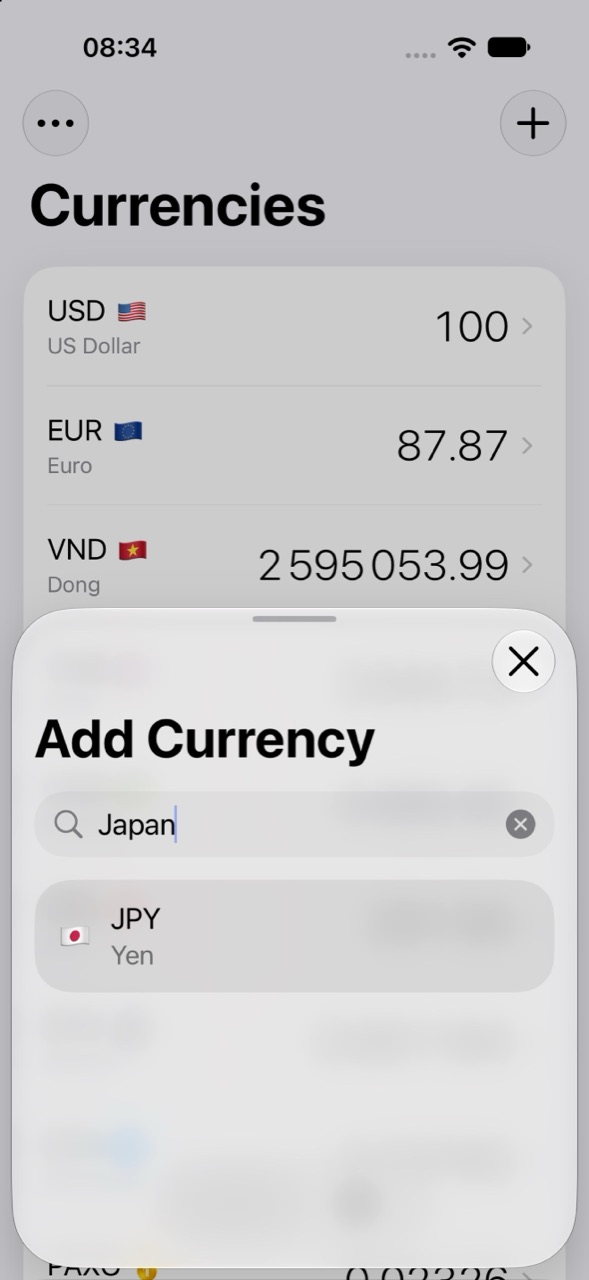 08:34
Currencies
USD 🇺🇸 100
US Dollar
EUR 🇪🇺 87.87
Euro
VND 🇻🇳 2 595 053.99
Dong
Add Currency
Japan
JPY
Yen